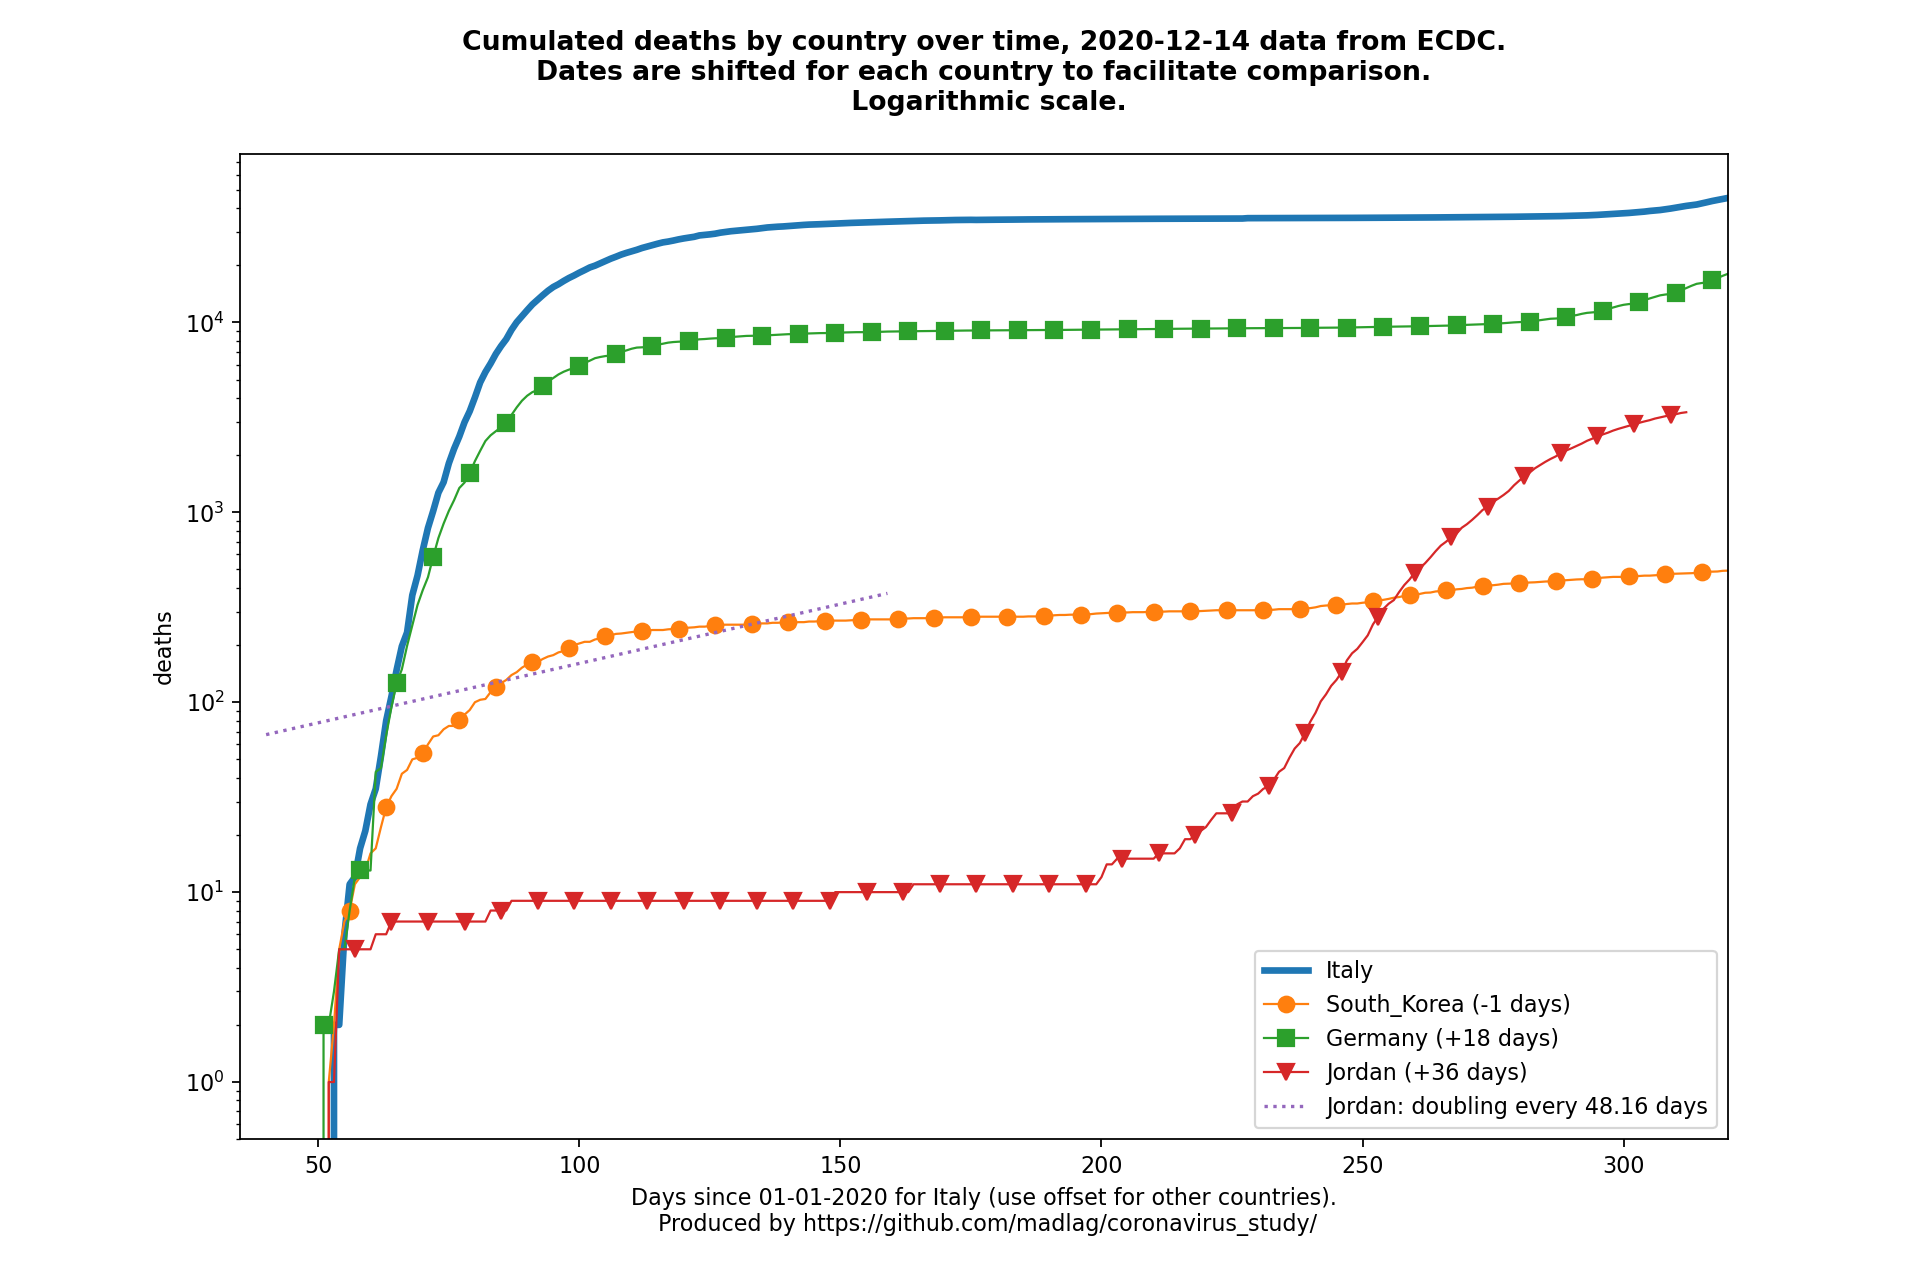 Cumulated deaths by country over time, 2020-12-14 data from ECDC.
Dates are shifted for each country to facilitate comparison.
Logarithmic scale.
deaths
10^4
10^3
10^2
10^1
10^0
50 100 150 200 250 300
Italy
South_Korea (-1 days)
Germany (+18 days)
Jordan (+36 days)
Jordan: doubling every 48.16 days
Days since 01-01-2020 for Italy (use offset for other countries).
Produced by https://github.com/madlag/coronavirus_study/